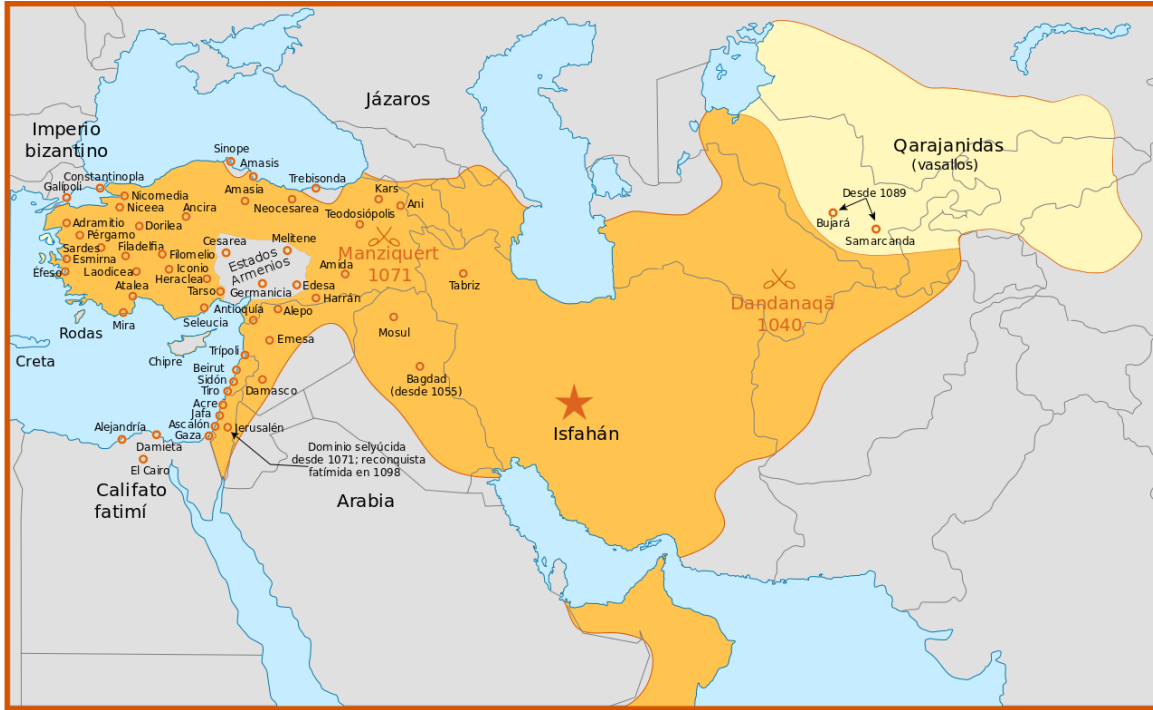 Jázaros
Imperio
bizantino
Qarajanidas
(vasallos)
Desde 1089
Bujará
Samarcanda
Sinope
Amasis
Constantinopla
Galípoli
Nicomedia
Niceea
Ancira
Amasia
Neocesarea
Trebisonda
Kars
Ani
Teodosiópolis
Adramitio
Pérgamo
Dorilea
Sardes
Esmirna
Filadelfia
Filomelio
Cesarea
Melitene
Estados
Armenios
Manziquert
1071
Éfeso
Laodicea
Iconio
Heraclea
Amida
Atalea
Tarso
Germanicia
Edesa
Harrán
Tabriz
Dandanaqã
1040
Rodas
Mira
Seleucia
Antioquía
Alepo
Mosul
Creta
Chipre
Emesa
Trípoli
Beirut
Sidón
Tiro
Damasco
Bagdad
(desde 1055)
Acre
Jafa
Ascalón
Gaza
Jerusalén
Isfahán
Alejandría
Damieta
El Cairo
Dominio selyúcida
desde 1071; reconquista
fatímida en 1098
Califato
fatimí
Arabia